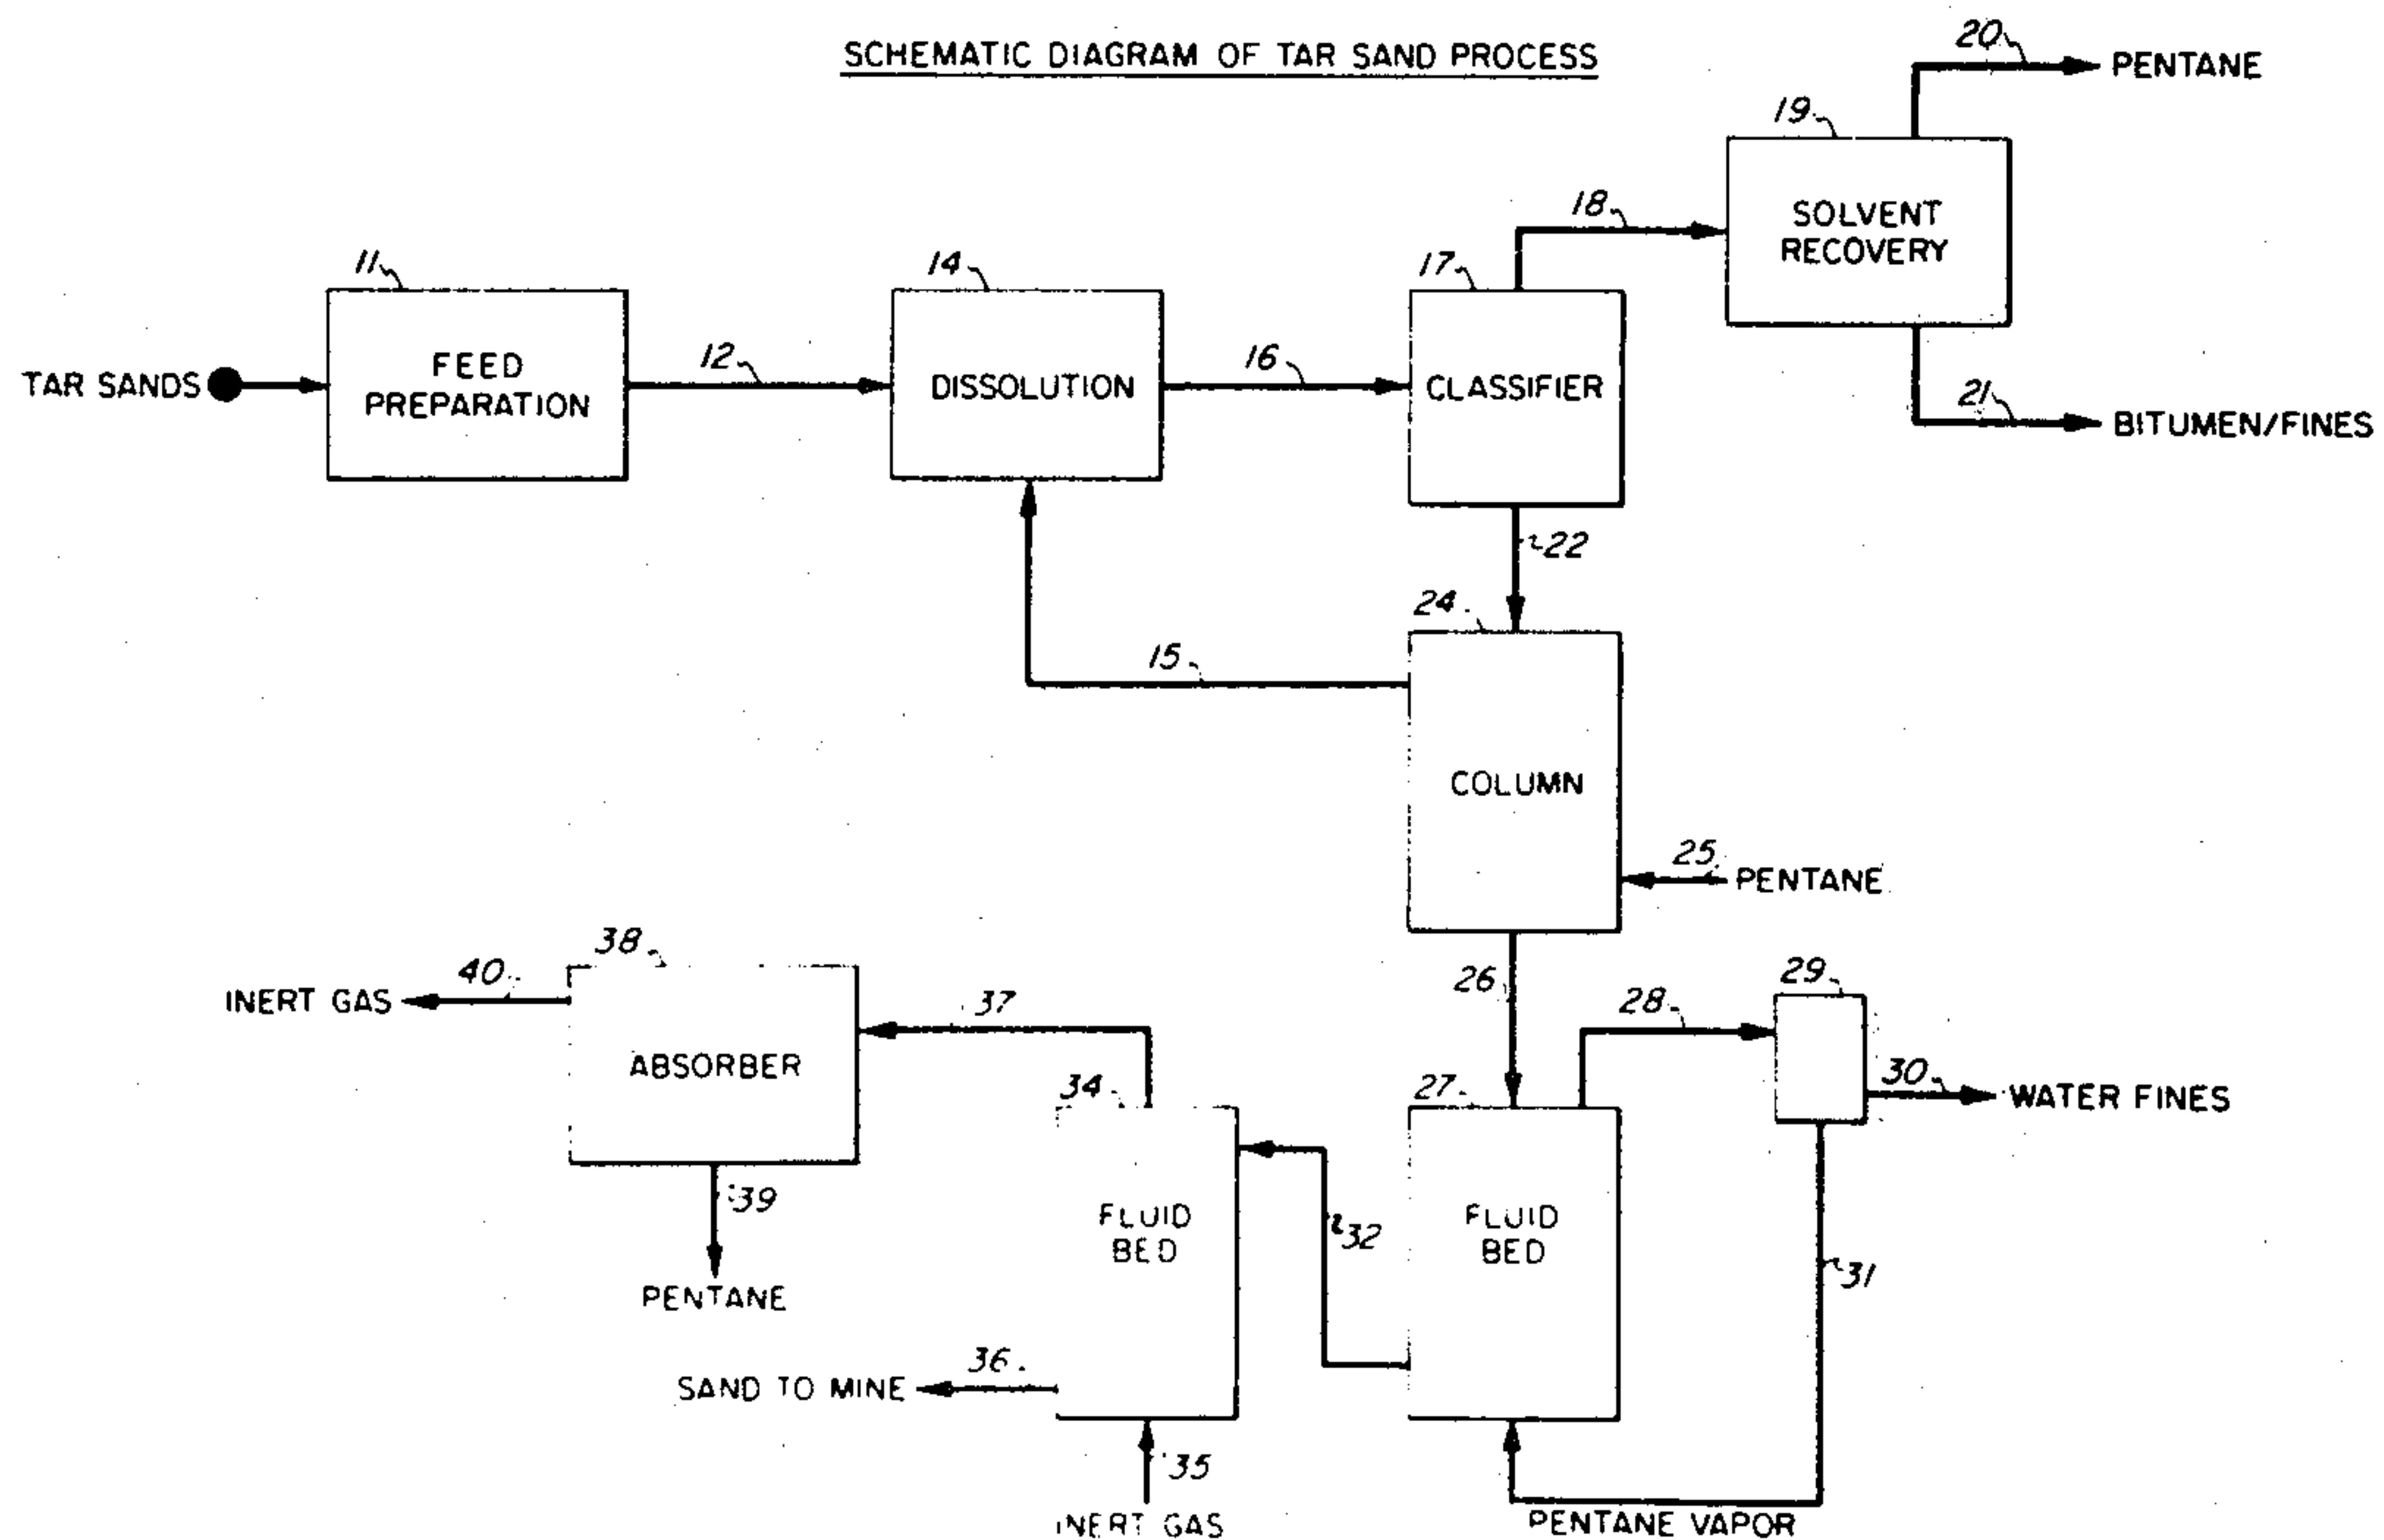 SCHEMATIC DIAGRAM OF TAR SAND PROCESS
20
PENTANE
19
SOLVENT
RECOVERY
18
21
BITUMEN/FINES
11
FEED
PREPARATION
TAR SANDS
12
14
DISSOLUTION
16
17
CLASSIFIER
22
24
15
COLUMN
25
PENTANE
26
38
40
INERT GAS
37
ABSORBER
39
PENTANE
34
FLUID
BED
32
27
FLUID
BED
28
29
30
WATER FINES
31
36
SAND TO MINE
35
INERT GAS
PENTANE VAPOR